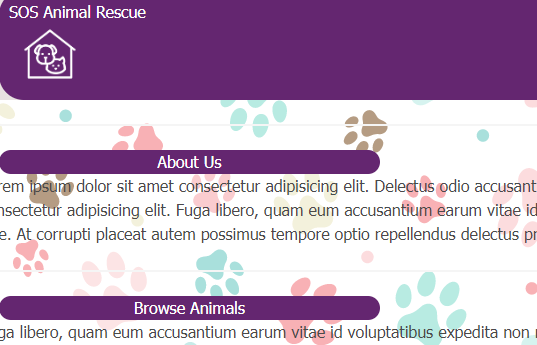 SOS Animal Rescue
About Us
rem ipsum dolor sit amet consectetur adipisicing elit. Delectus odio accusant
nsectetur adipisicing elit. Fuga libero, quam eum accusantium earum vitae id
e. At corrupti placeat autem possimus tempore optio repellendus delectus pr
Browse Animals
ga libero, quam eum accusantium earum vitae id voluptatibus expedita non r